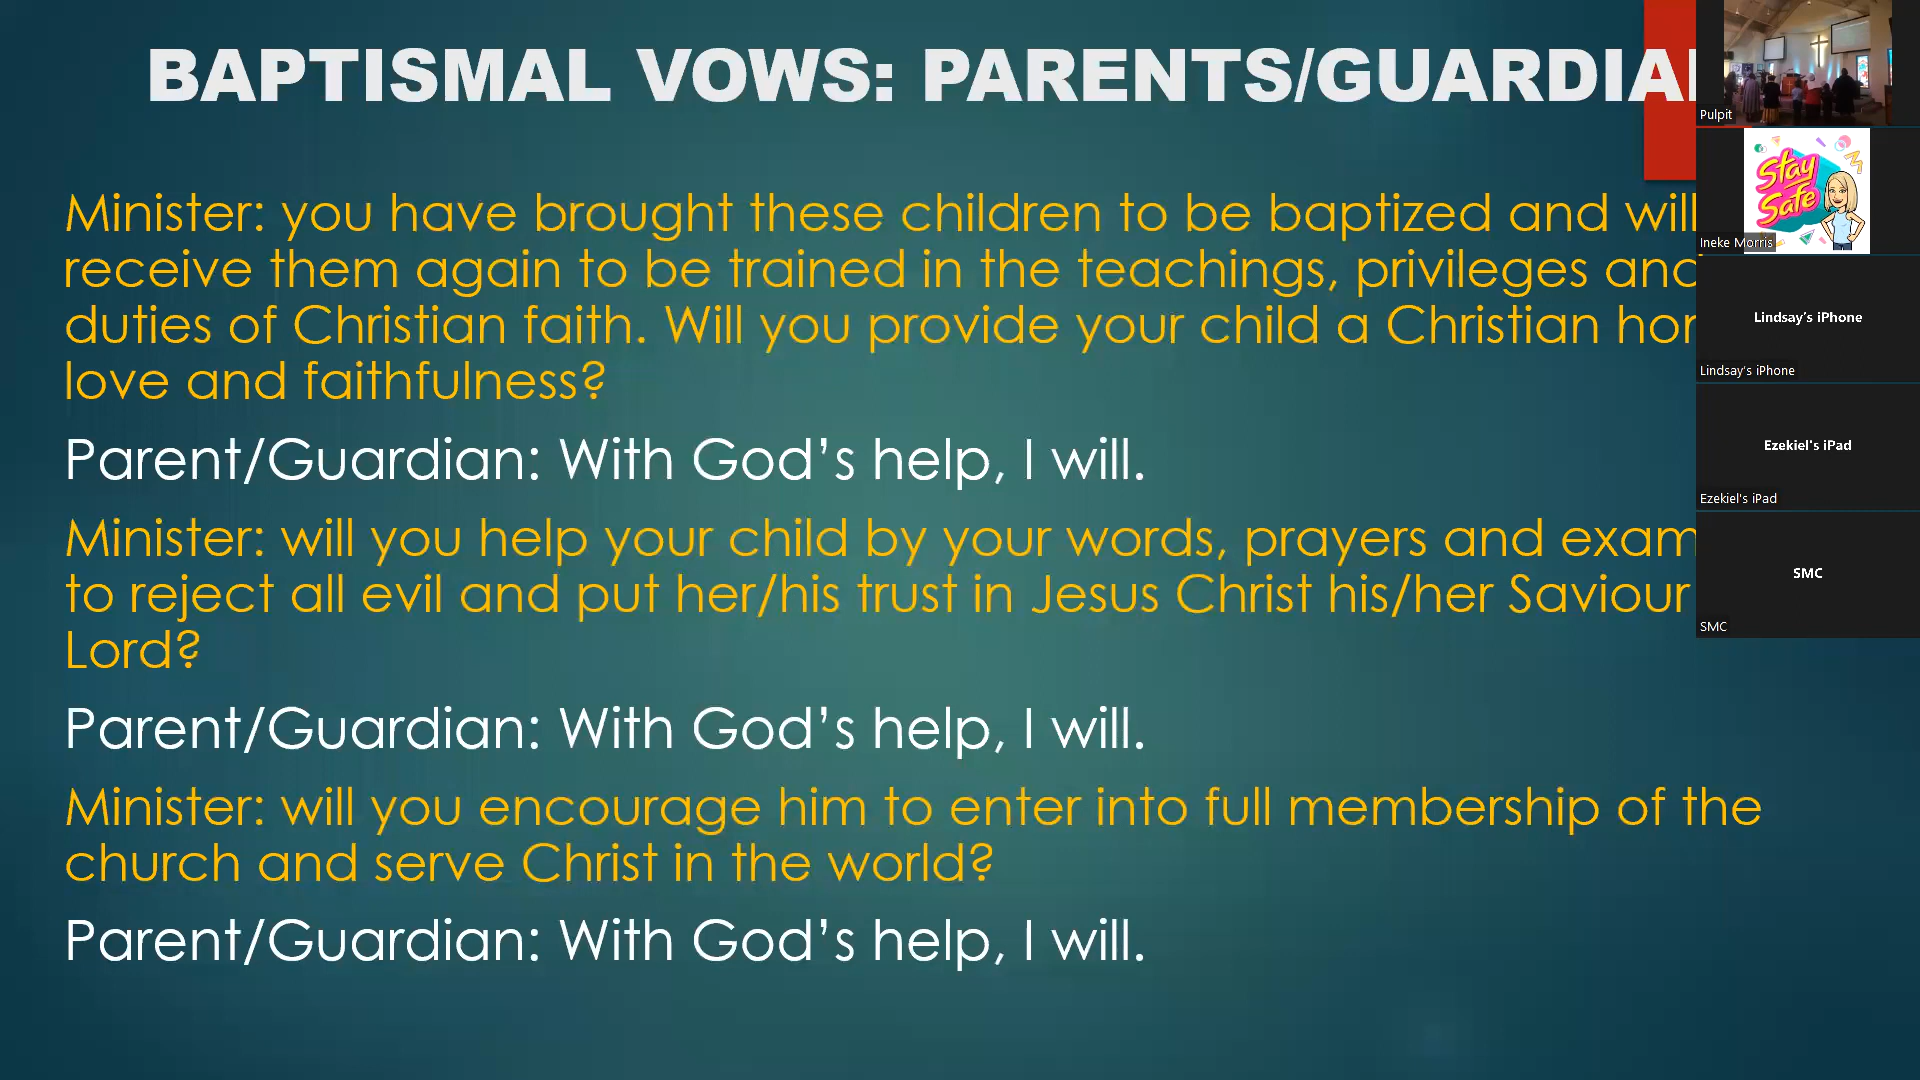 BAPTISMAL VOWS: PARENTS/GUARDIA
Minister: you have brought these children to be baptized and will
receive them again to be trained in the teachings, privileges and
duties of Christian faith. Will you provide your child a Christian
love and faithfulness?
Parent/Guardian: With God’s help, I will.
Minister: will you help your child by your words, prayers and
to reject all evil and put her/his trust in Jesus Christ his/her Saviour
Lord?
Parent/Guardian: With God’s help, I will.
Minister: will you encourage him to enter into full membership of the
church and serve Christ in the world?
Parent/Guardian: With God’s help, I will.
Pulpit
Stay
Safe
Ineke Morris
Lindsay's iPhone
Lindsay's iPhone
Ezekiel's iPad
Ezekiel's iPad
SMC
SMC